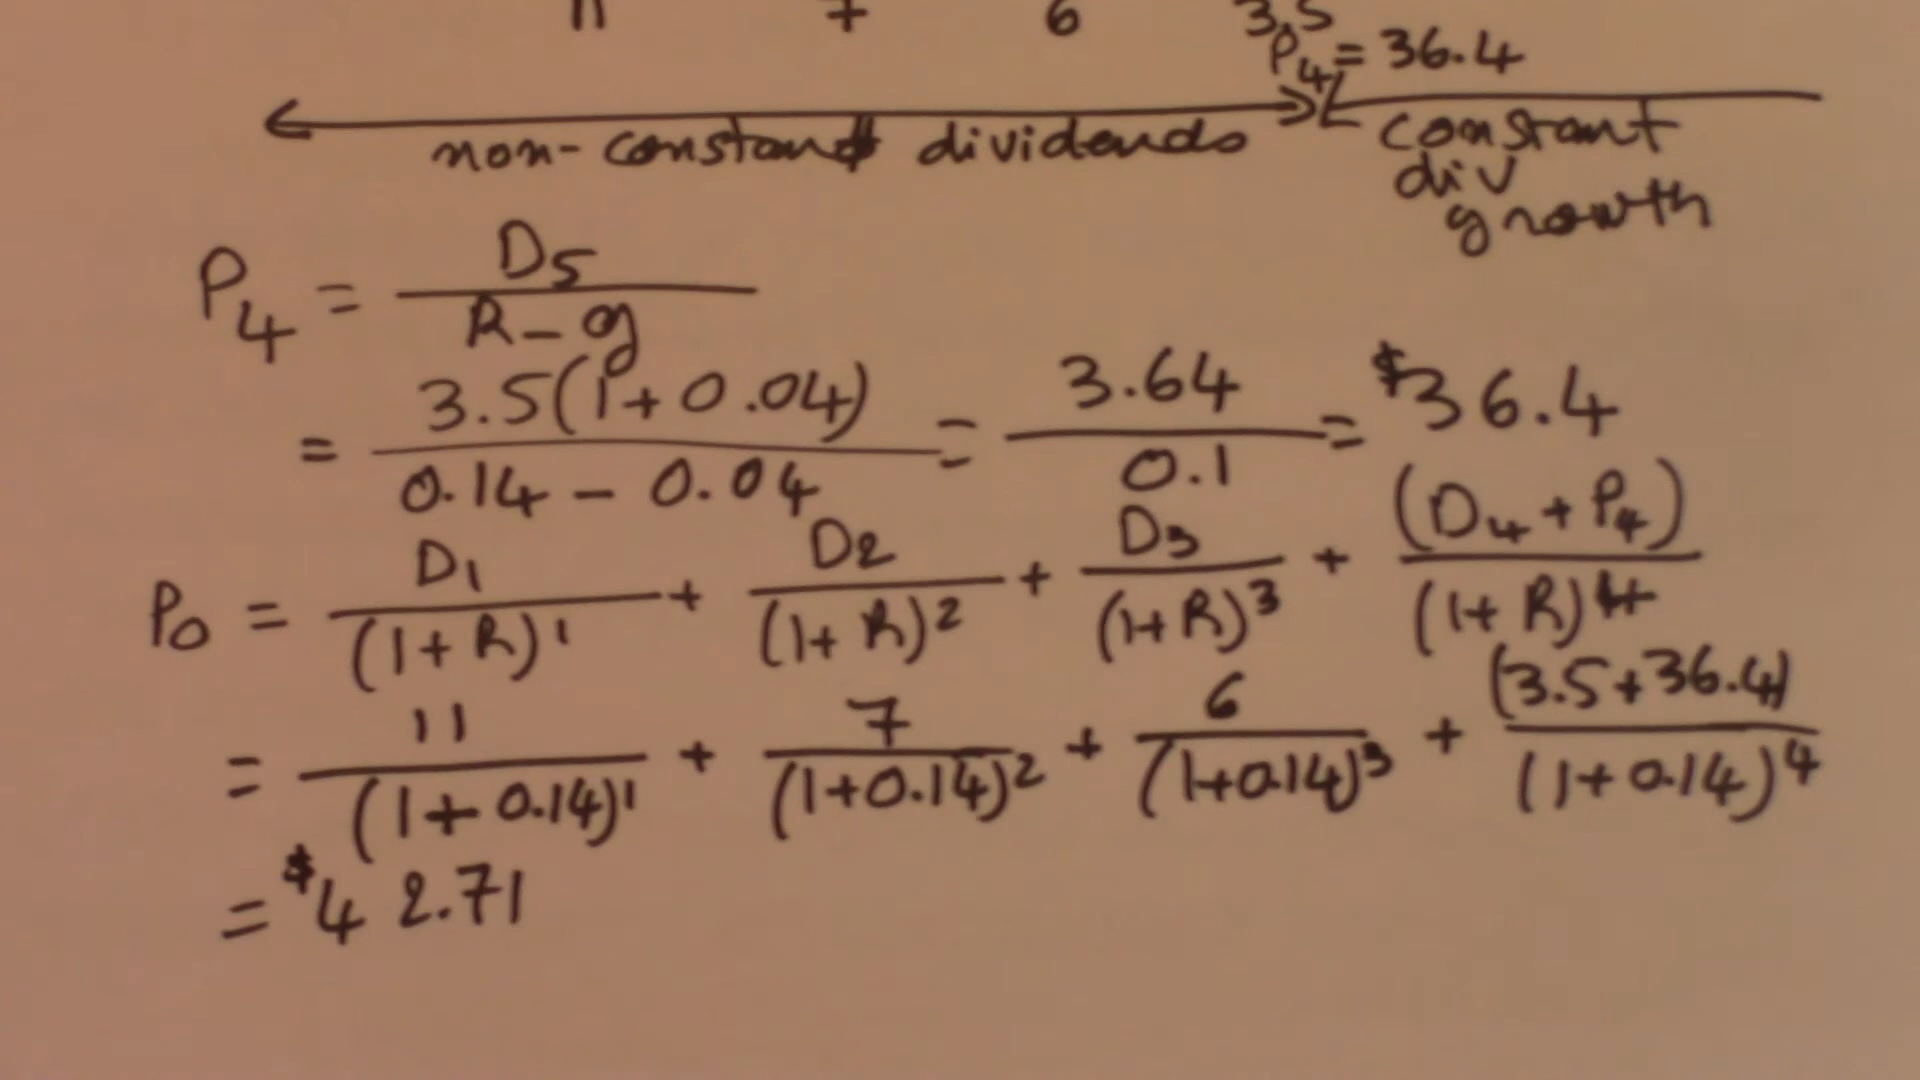 11 7 6 3.5
P4 = 36.4
non-constant dividends constant
div
growth
P4 = D5 / R - g
= 3.5(1+0.04) / 0.14 - 0.04 = 3.64 / 0.1 = $36.4
P0 = D1 / (1+R)^1 + D2 / (1+R)^2 + D3 / (1+R)^3 + (D4 + P4) / (1+R)^4
= 11 / (1+0.14)^1 + 7 / (1+0.14)^2 + 6 / (1+0.14)^3 + (3.5+36.4) / (1+0.14)^4
= $42.71